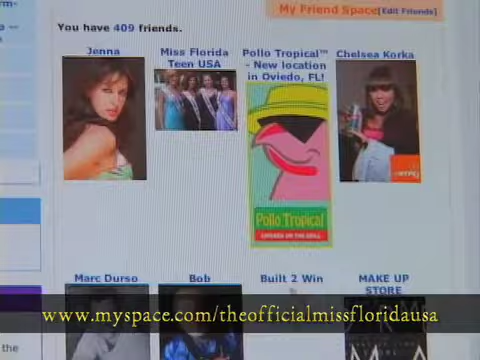 My Friend Space [Edit Friends]
You have 409 friends.
Jenna
Miss Florida
Teen USA
Pollo Tropical™
- New location
in Oviedo, FL!
Chelsea Korka
Pollo Tropical
Marc Durso
Bob
Built 2 Win
MAKE UP
STORE
www.myspace.com/theofficialmissfloridausa
the